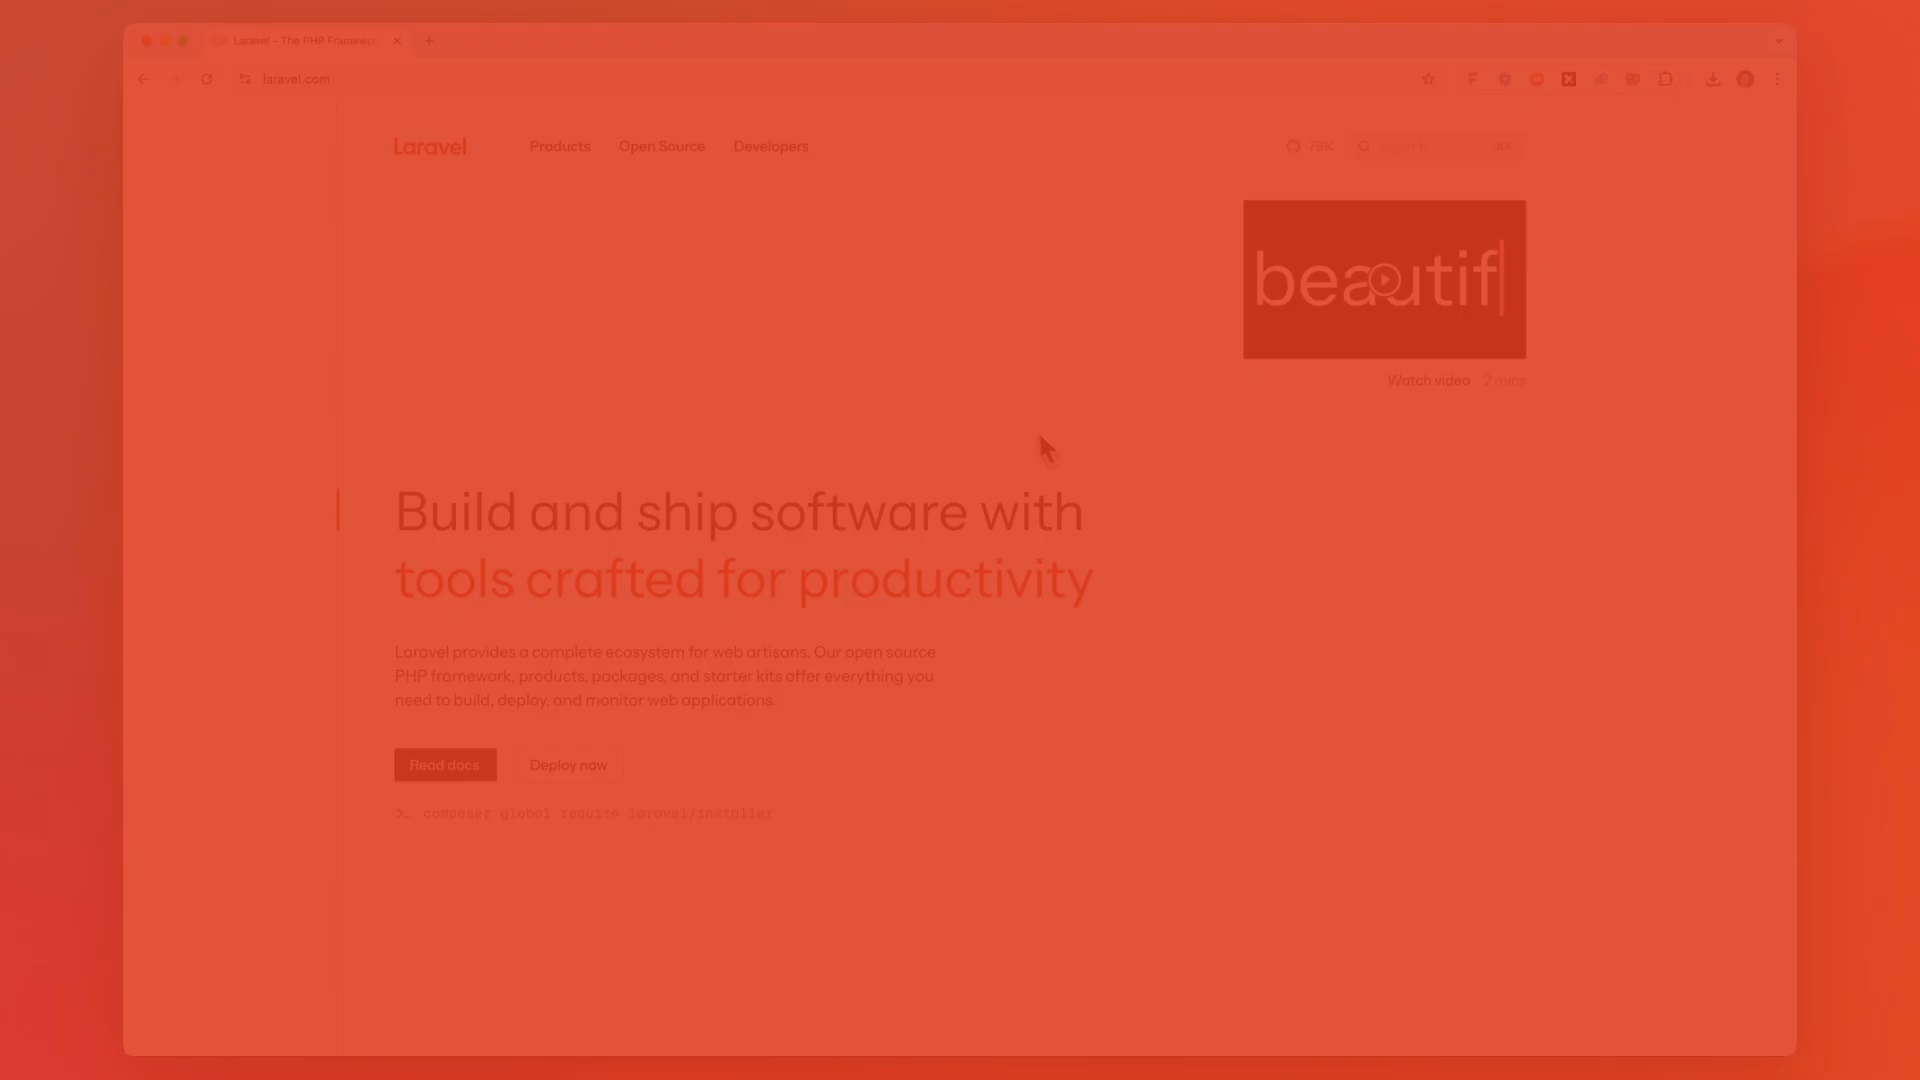 Laravel - The PHP Framework
laravel.com
Laravel
Products
Open Source
Developers
79K
Search
⌘K
beautif
Watch video
2 mins
Build and ship software with
tools crafted for productivity
Laravel provides a complete ecosystem for web artisans. Our open source
PHP framework, products, packages, and starter kits offer everything you
need to build, deploy, and monitor web applications.
Read docs
Deploy now
composer global require laravel/installer